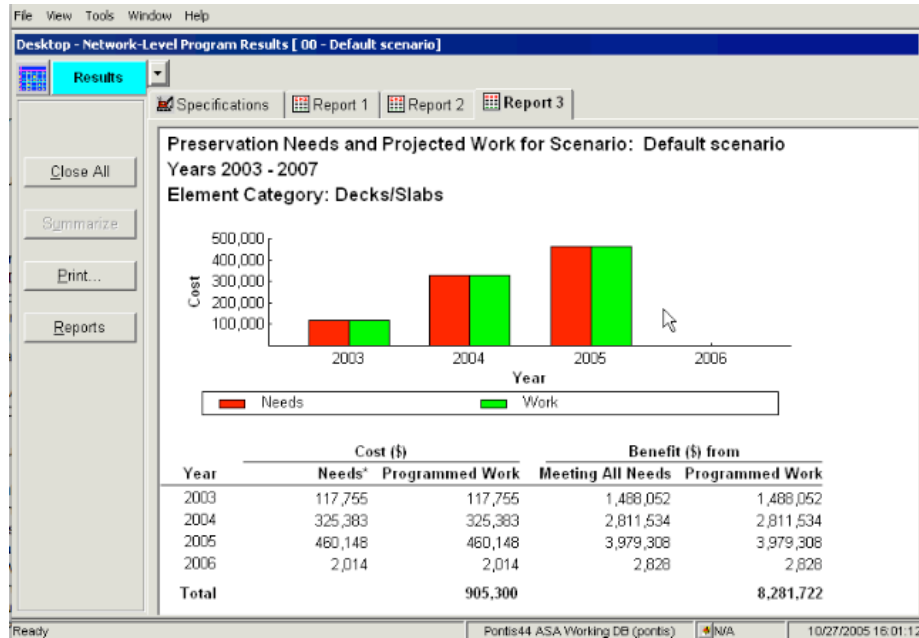 File View Tools Window Help
Desktop - Network-Level Program Results [ 00 - Default scenario]
Results
Specifications Report 1 Report 2 Report 3
Close All
Summarize
Print...
Reports
Preservation Needs and Projected Work for Scenario: Default scenario
Years 2003 - 2007
Element Category: Decks/Slabs
Cost
500,000
400,000
300,000
200,000
100,000
2003 2004 2005 2006
Year
Needs Work
Cost ($) Benefit ($) from
Year Needs* Programmed Work Meeting All Needs Programmed Work
2003 117,755 117,755 1,488,052 1,488,052
2004 325,383 325,383 2,811,534 2,811,534
2005 460,148 460,148 3,979,308 3,979,308
2006 2,014 2,014 2,828 2,828
Total 905,300 8,281,722
Ready Pontis44 ASA Working DB (pontis) N/A 10/27/2005 16:01:12